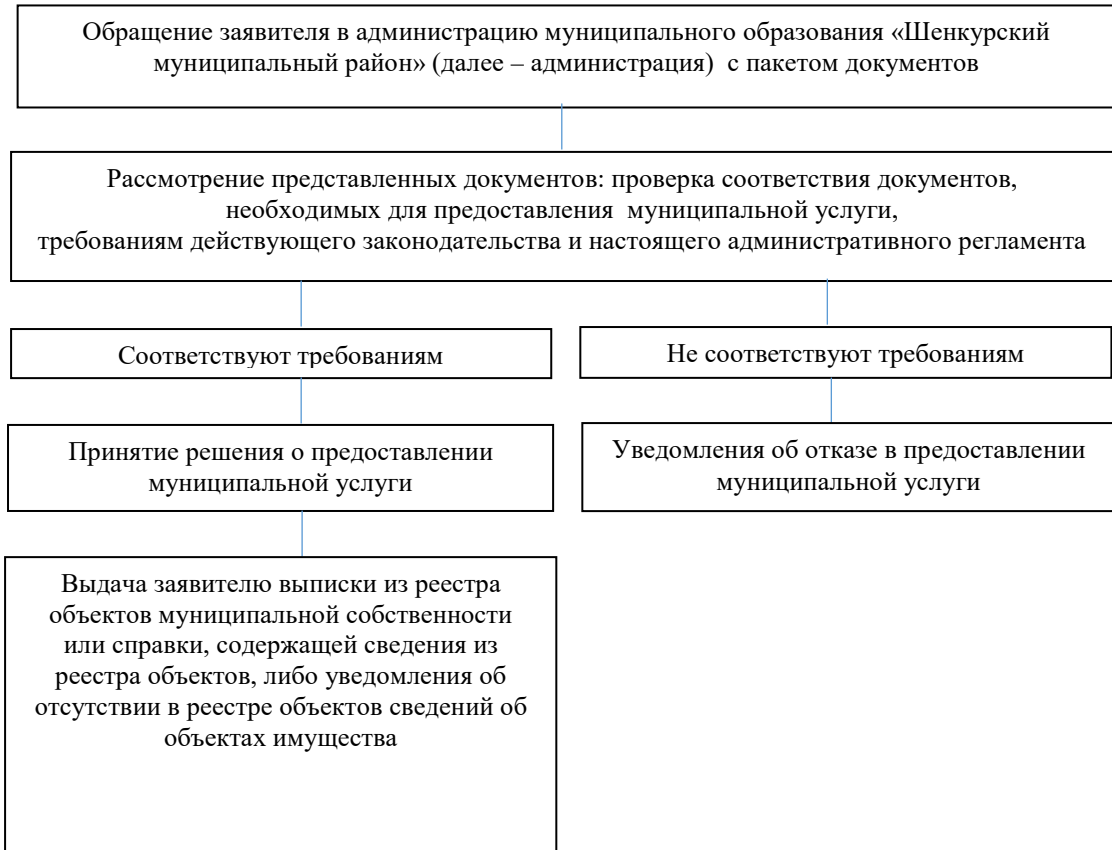 Обращение заявителя в администрацию муниципального образования «Шенкурский
муниципальный район» (далее – администрация) с пакетом документов
Рассмотрение представленных документов: проверка соответствия документов,
необходимых для предоставления муниципальной услуги,
требованиям действующего законодательства и настоящего административного регламента
Соответствуют требованиям
Не соответствуют требованиям
Принятие решения о предоставлении
муниципальной услуги
Уведомления об отказе в предоставлении
муниципальной услуги
Выдача заявителю выписки из реестра
объектов муниципальной собственности
или справки, содержащей сведения из
реестра объектов, либо уведомления об
отсутствии в реестре объектов сведений об
объектах имущества